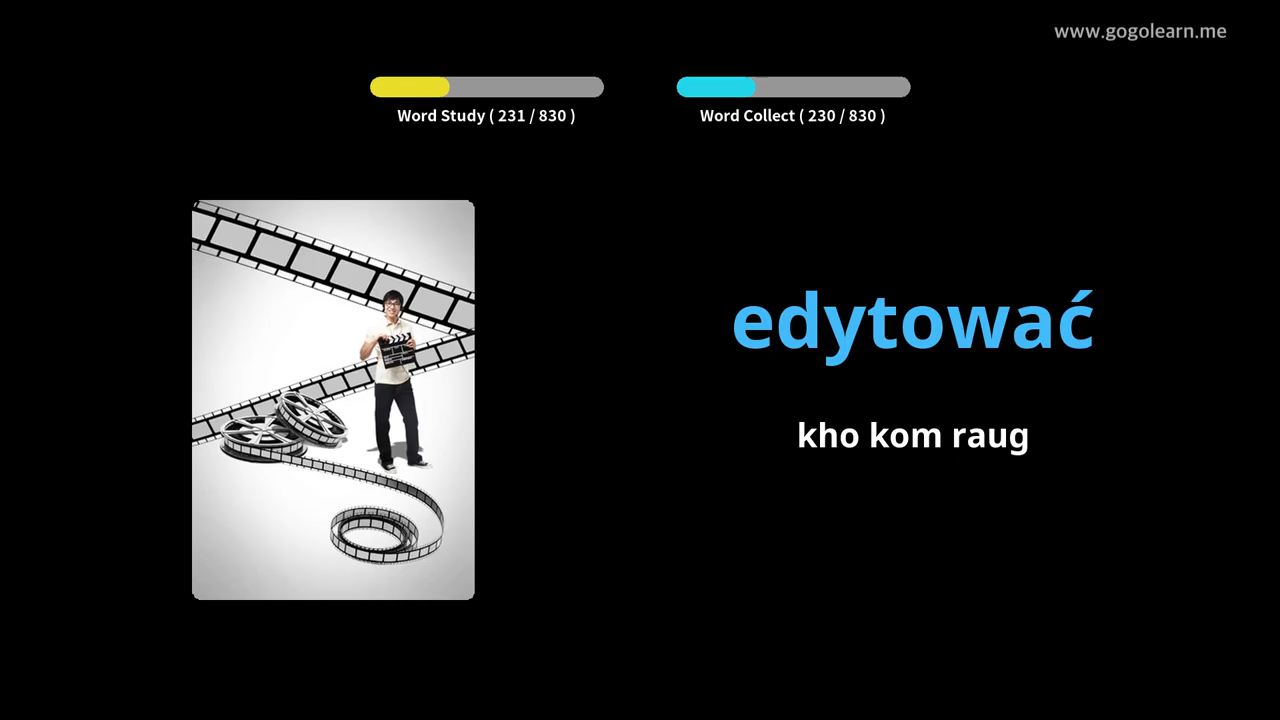 www.gogolearn.me
Word Study ( 231 / 830 )
Word Collect ( 230 / 830 )
edytować
kho kom raug